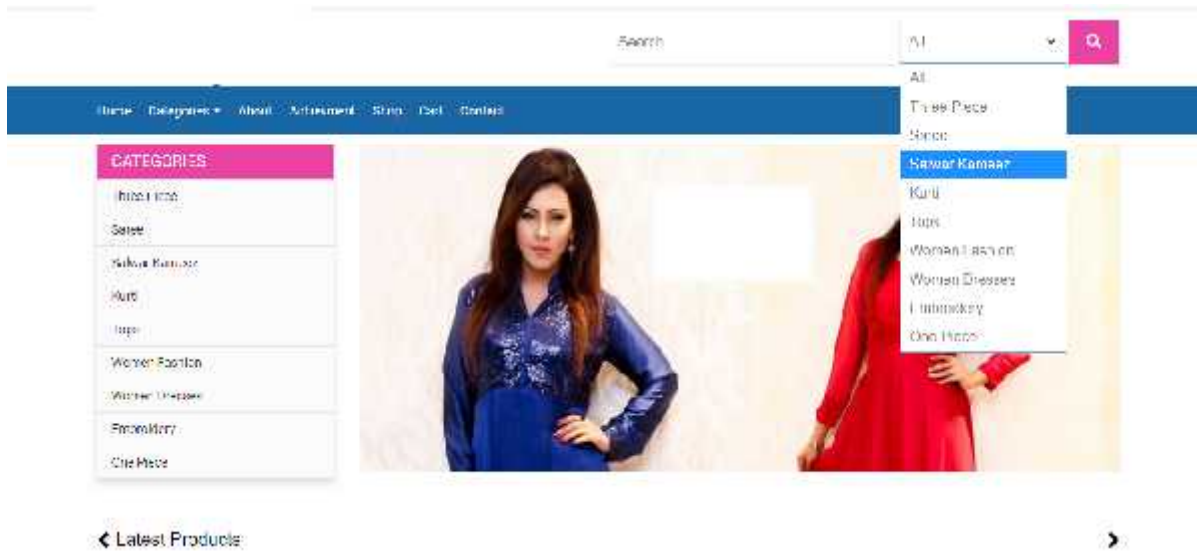 Search
All
All
Three Piece
Saree
Salwar Kameez
Kurti
Tops
Women Fashion
Women Dresses
Embroidery
One Piece
Home Categories About Shop Cart Contact
CATEGORIES
Three Piece
Saree
Salwar Kameez
Kurti
Tops
Women Fashion
Women Dresses
Embroidery
One Piece
Latest Products